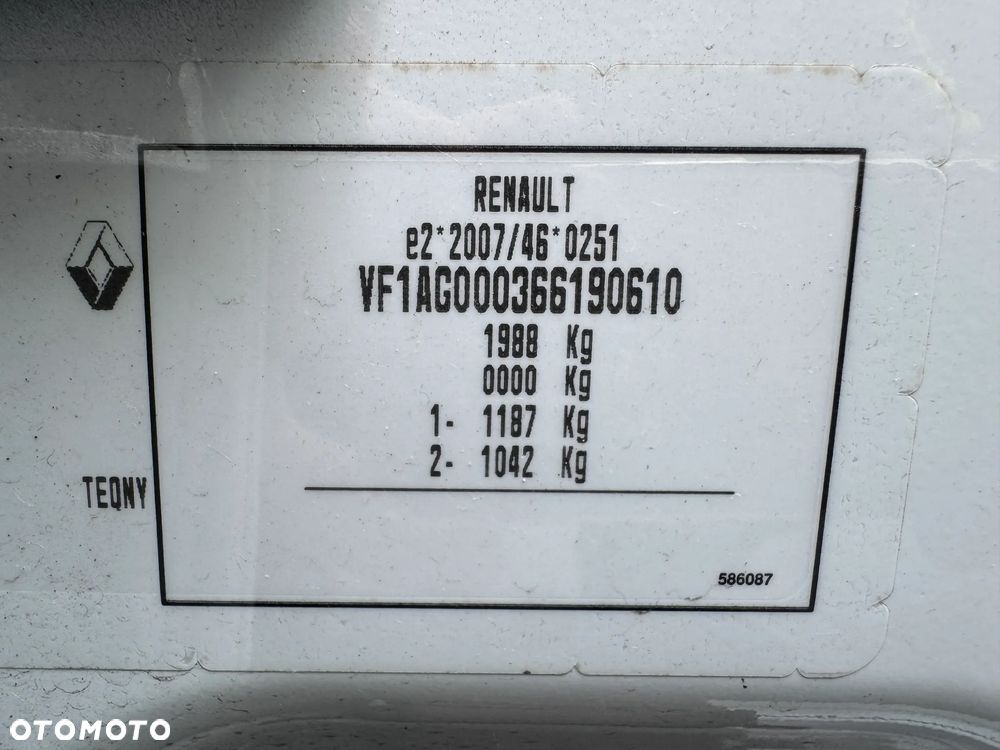 RENAULT
e2*2007/46*0251
VF1AG000366190610
1988 Kg
0000 Kg
1- 1187 Kg
2- 1042 Kg
TEQNY
586087
OTOMOTO